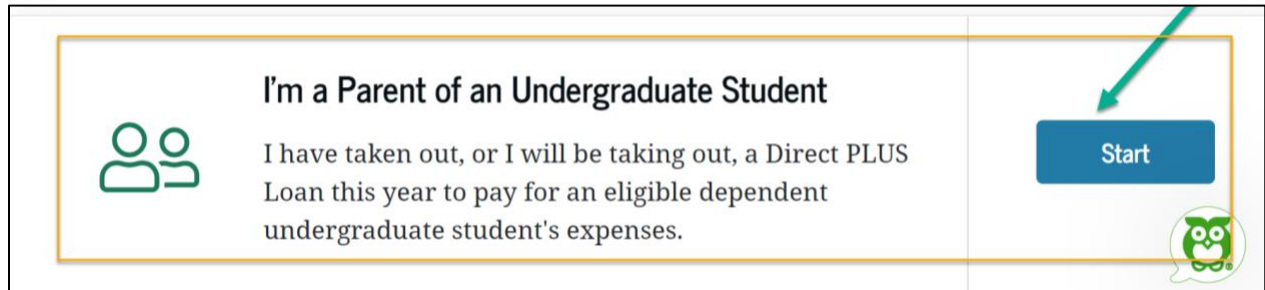 I'm a Parent of an Undergraduate Student
I have taken out, or I will be taking out, a Direct PLUS
Loan this year to pay for an eligible dependent
undergraduate student's expenses.
Start